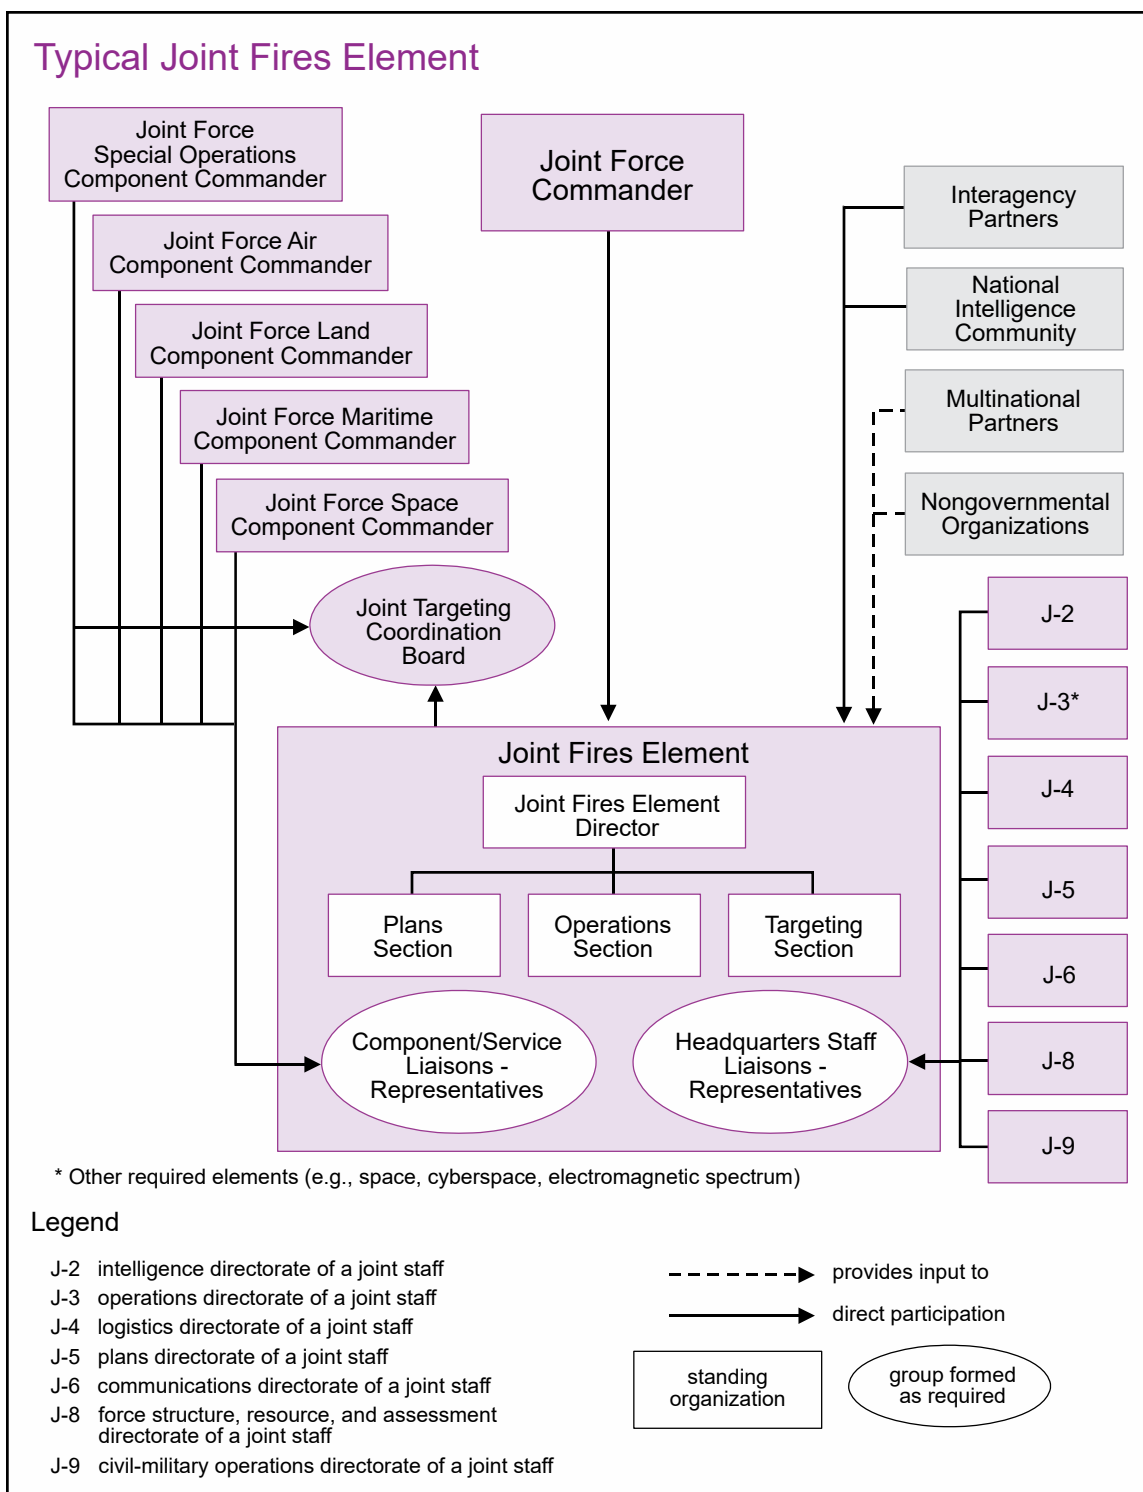 Typical Joint Fires Element
Joint Force
Special Operations
Component Commander
Joint Force
Commander
Interagency
Partners
Joint Force Air
Component Commander
National
Intelligence
Community
Joint Force Land
Component Commander
Multinational
Partners
Joint Force Maritime
Component Commander
Nongovernmental
Organizations
Joint Force Space
Component Commander
Joint Targeting
Coordination
Board
J-2
J-3*
J-4
J-5
J-6
J-8
J-9
Joint Fires Element
Joint Fires Element
Director
Plans
Section
Operations
Section
Targeting
Section
Component/Service
Liaisons -
Representatives
Headquarters Staff
Liaisons -
Representatives
* Other required elements (e.g., space, cyberspace, electromagnetic spectrum)
Legend
J-2 intelligence directorate of a joint staff
J-3 operations directorate of a joint staff
J-4 logistics directorate of a joint staff
J-5 plans directorate of a joint staff
J-6 communications directorate of a joint staff
J-8 force structure, resource, and assessment
directorate of a joint staff
J-9 civil-military operations directorate of a joint staff
provides input to
direct participation
standing
organization
group formed
as required